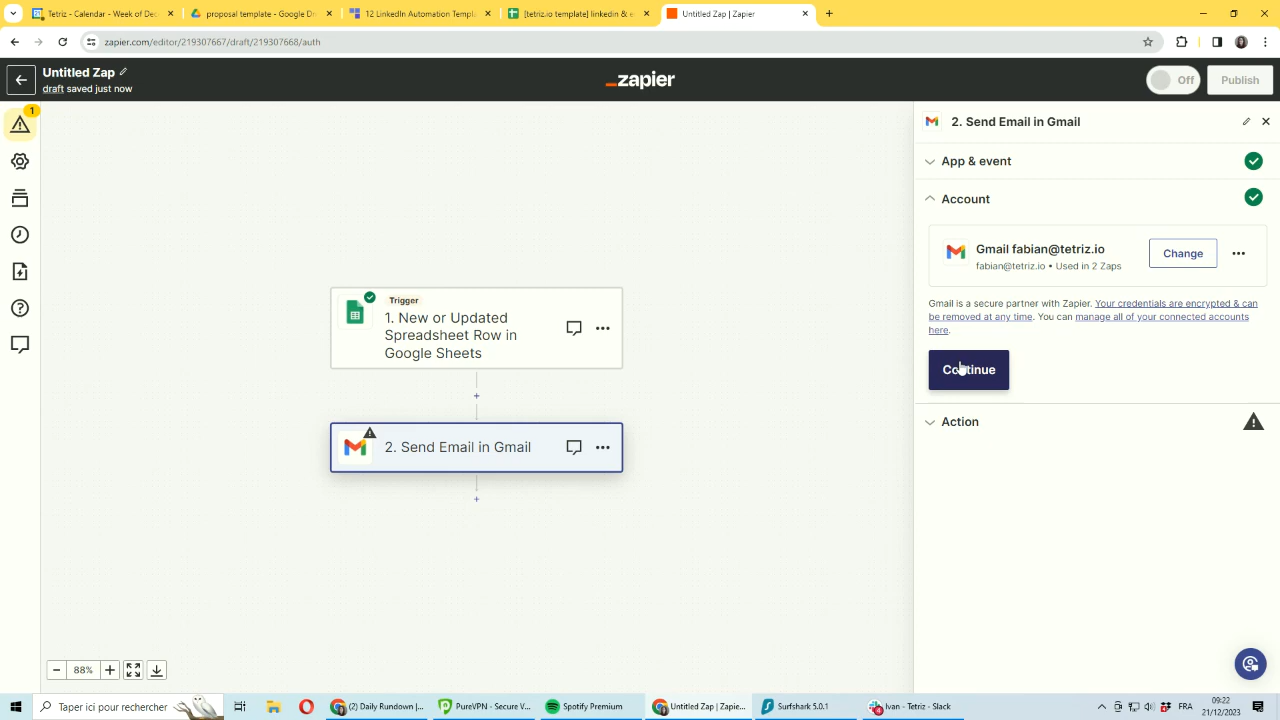 Tetriz - Calendar - Week of Dec
proposal template - Google Dr
12 LinkedIn Automation Templ
[tetriz.io template] linkedin & e
Untitled Zap | Zapier
zapier.com/editor/219307667/draft/219307668/auth
Untitled Zap
draft saved just now
_zapier
Off
Publish
1
2. Send Email in Gmail
App & event
Account
Gmail fabian@tetriz.io
fabian@tetriz.io • Used in 2 Zaps
Change
Gmail is a secure partner with Zapier. Your credentials are encrypted & can
be removed at any time. You can manage all of your connected accounts
here.
Continue
Action
Trigger
1. New or Updated
Spreadsheet Row in
Google Sheets
2. Send Email in Gmail
88%
Taper ici pour rechercher
(2) Daily Rundown |...
PureVPN - Secure V...
Spotify Premium
Untitled Zap | Zapie...
Surfshark 5.0.1
Ivan - Tetriz - Slack
FRA
09:22
21/12/2023